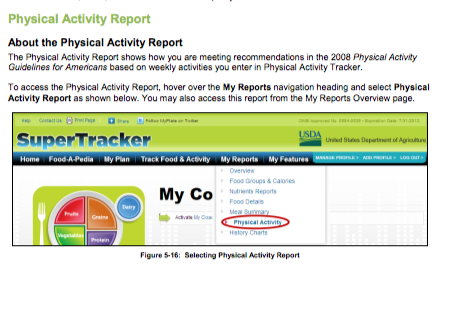 Physical Activity Report
About the Physical Activity Report
The Physical Activity Report shows how you are meeting recommendations in the 2008 Physical Activity
Guidelines for Americans based on weekly activities you enter in Physical Activity Tracker.
To access the Physical Activity Report, hover over the My Reports navigation heading and select Physical
Activity Report as shown below. You may also access this report from the My Reports Overview page.
Help Contact Us Print Page Share Follow MyPlate on Twitter
SuperTracker
USDA United States Department of Agriculture
Home Food-A-Pedia My Plan Track Food & Activity My Reports My Features MANAGE PROFILE > ADD PROFILE > LOG OUT >
Overview
Food Groups & Calories
Nutrients Reports
Food Details
Meal Summary
Physical Activity
History Charts
Fruits
Grains
Dairy
Vegetables
Protein
My Co
Activate My Coac
Figure 5-16: Selecting Physical Activity Report